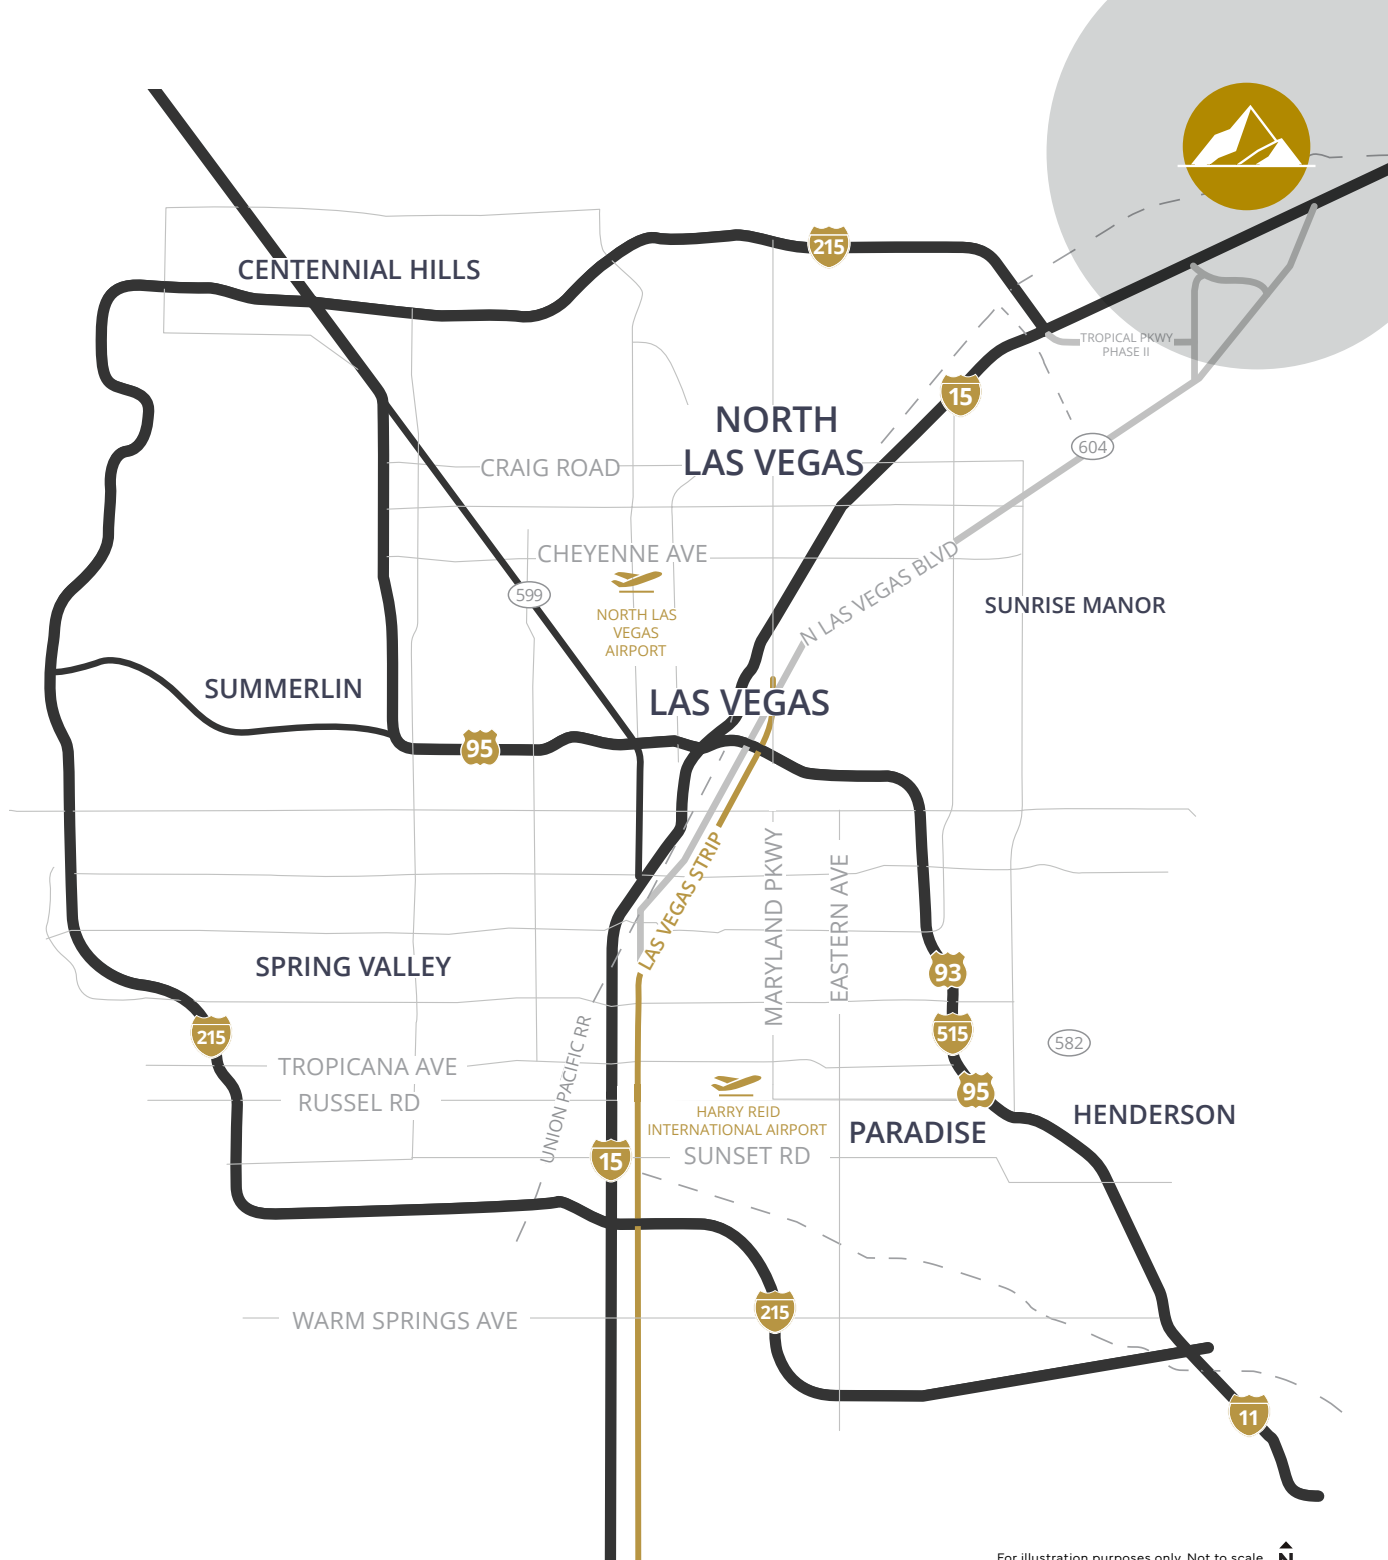 215
CENTENNIAL HILLS
TROPICAL PKWY
PHASE II
15
NORTH
LAS VEGAS
604
CRAIG ROAD
CHEYENNE AVE
N LAS VEGAS BLVD
599
NORTH LAS
VEGAS
AIRPORT
SUNRISE MANOR
SUMMERLIN
LAS VEGAS
95
LAS VEGAS STRIP
MARYLAND PKWY
EASTERN AVE
SPRING VALLEY
93
215
515
582
UNION PACIFIC RR
TROPICANA AVE
95
RUSSEL RD
HARRY REID
INTERNATIONAL AIRPORT
HENDERSON
PARADISE
15
SUNSET RD
215
WARM SPRINGS AVE
11
For illustration purposes only. Not to scale
N